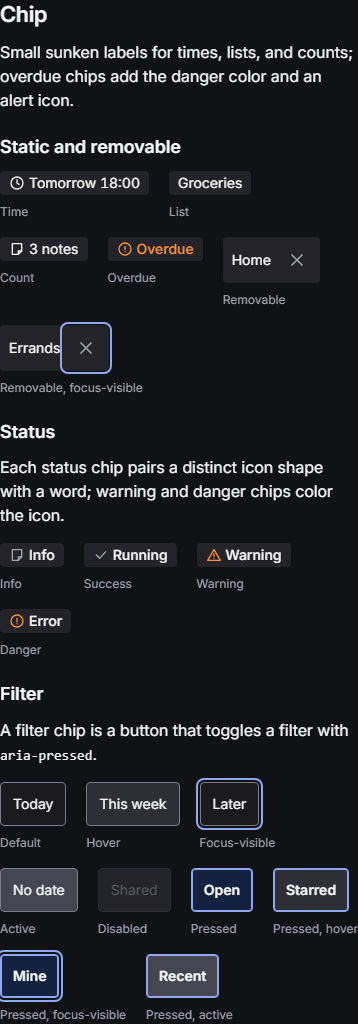 Chip
Small sunken labels for times, lists, and counts;
overdue chips add the danger color and an
alert icon.
Static and removable
Tomorrow 18:00 Groceries
Time List
3 notes Overdue Home
Count Overdue Removable
Errands
Removable, focus-visible
Status
Each status chip pairs a distinct icon shape
with a word; warning and danger chips color
the icon.
Info Running Warning
Info Success Warning
Error
Danger
Filter
A filter chip is a button that toggles a filter with
aria-pressed.
Today This week Later
Default Hover Focus-visible
No date Shared Open Starred
Active Disabled Pressed Pressed, hover
Mine Recent
Pressed, focus-visible Pressed, active